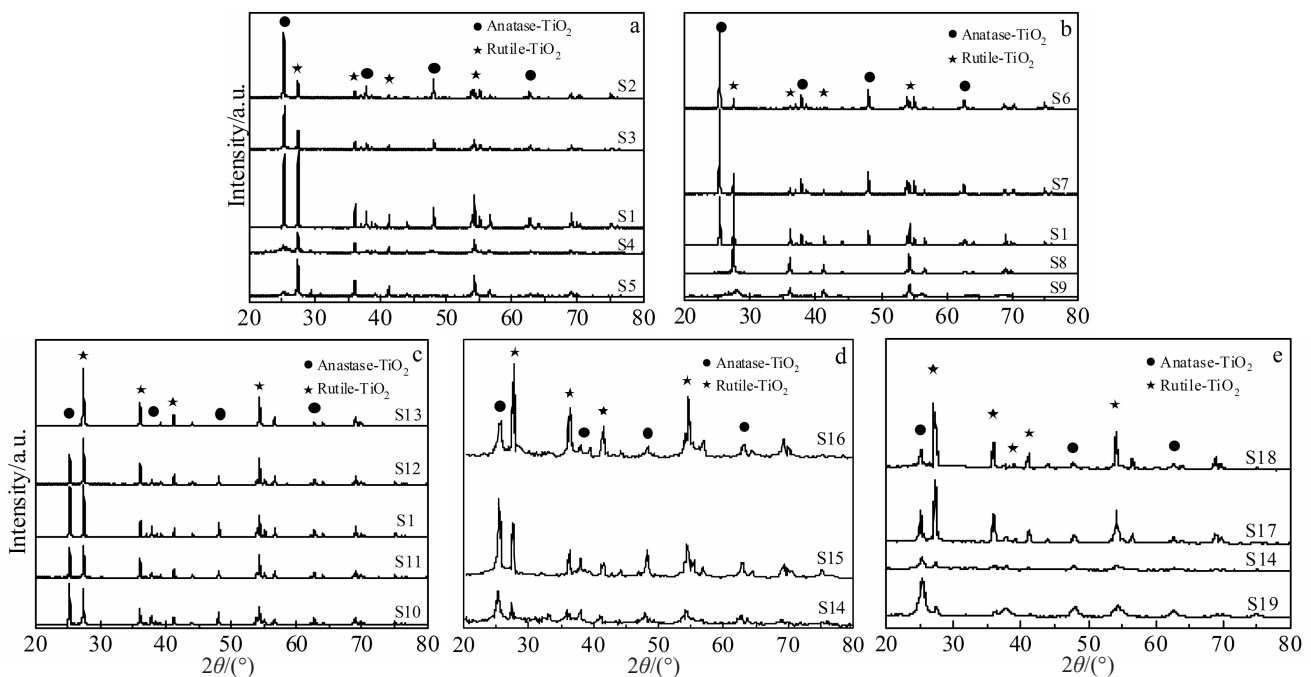 a
● Anatase-TiO₂
★ Rutile-TiO₂
S2
S3
S1
S4
S5
Intensity/a.u.
20 30 40 50 60 70 80
b
● Anatase-TiO₂
★ Rutile-TiO₂
S6
S7
S1
S8
S9
20 30 40 50 60 70 80
c
● Anastase-TiO₂
★ Rutile-TiO₂
S13
S12
S1
S11
S10
Intensity/a.u.
20 30 40 50 60 70 80
2θ/(°)
d
● Anatase-TiO₂
★ Rutile-TiO₂
S16
S15
S14
20 30 40 50 60 70 80
2θ/(°)
e
● Anatase-TiO₂
★ Rutile-TiO₂
S18
S17
S14
S19
20 30 40 50 60 70 80
2θ/(°)